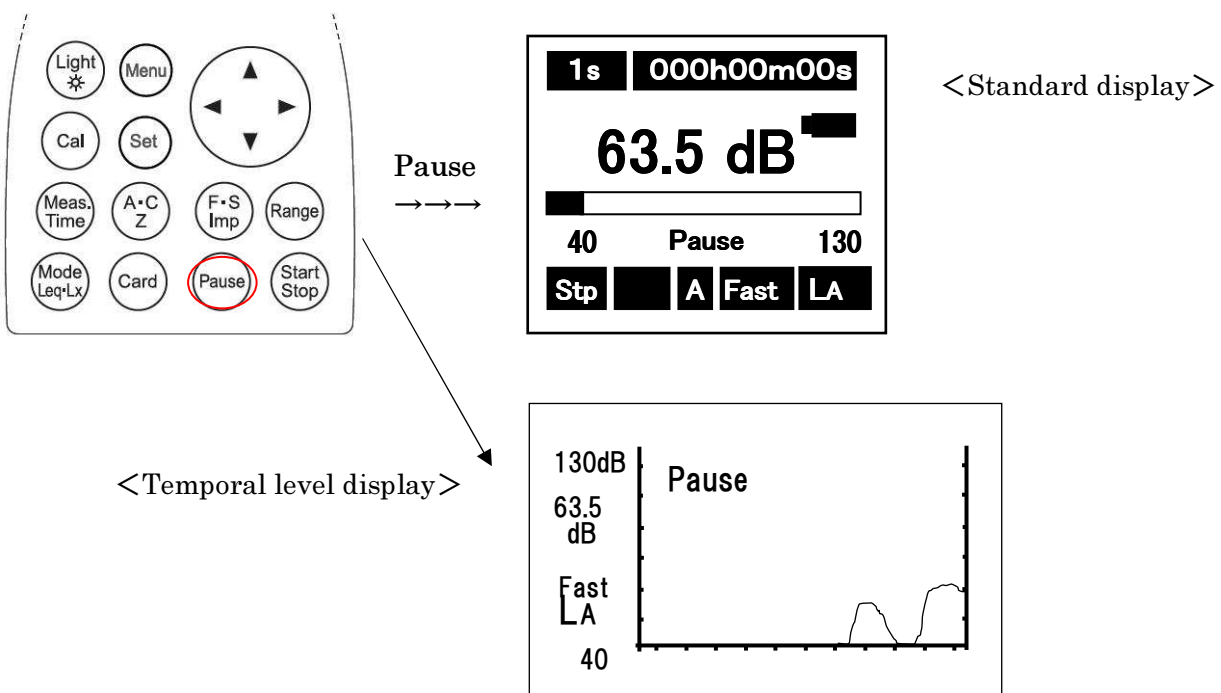 Light
Menu
Cal
Set
Meas.
Time
A・C
Z
F・S
Imp
Range
Mode
Leq・Lx
Card
Pause
Start
Stop
Pause
→→→
1s 000h00m00s
63.5 dB
40 Pause 130
Stp A Fast LA
<Standard display>
<Temporal level display>
130dB
Pause
63.5
dB
Fast
LA
40